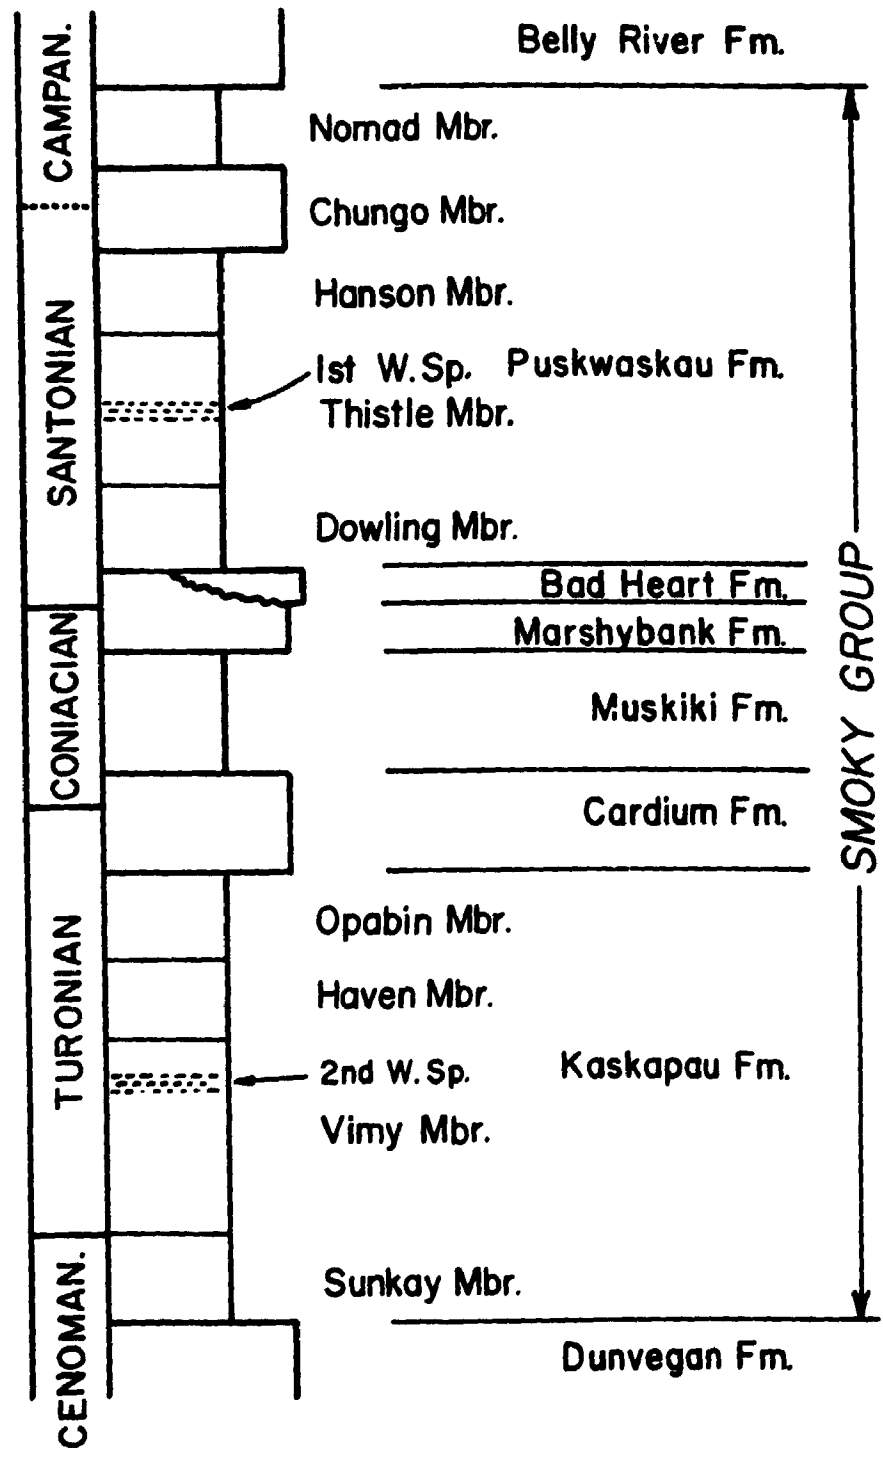 CAMPAN.
SANTONIAN
CONIACIAN
TURONIAN
CENOMAN.
Belly River Fm.
Nomad Mbr.
Chungo Mbr.
Hanson Mbr.
1st W. Sp. Puskwaskau Fm.
Thistle Mbr.
Dowling Mbr.
Bad Heart Fm.
Marshybank Fm.
Muskiki Fm.
Cardium Fm.
Opabin Mbr.
Haven Mbr.
2nd W. Sp. Kaskapau Fm.
Vimy Mbr.
Sunkay Mbr.
Dunvegan Fm.
SMOKY GROUP